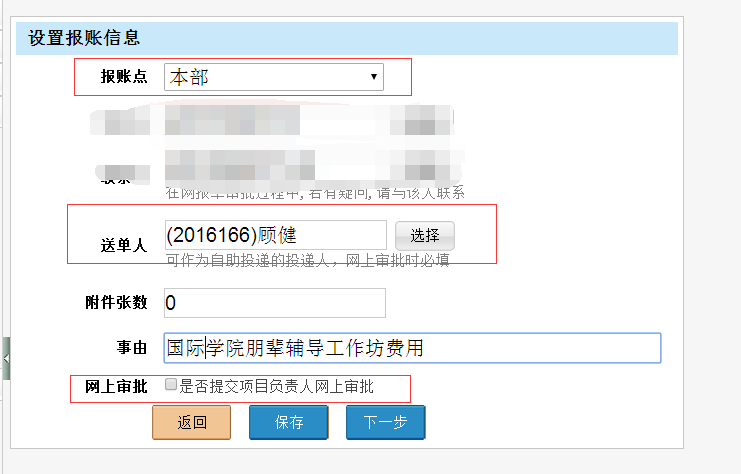 设置报账信息
报账点 本部
在网报单审批过程中, 若有疑问, 请与该人联系
送单人 (2016166)顾健 选择
可作为自助投递的投递人，网上审批时必填
附件张数 0
事由 国际学院朋辈辅导工作坊费用
网上审批 是否提交项目负责人网上审批
返回 保存 下一步